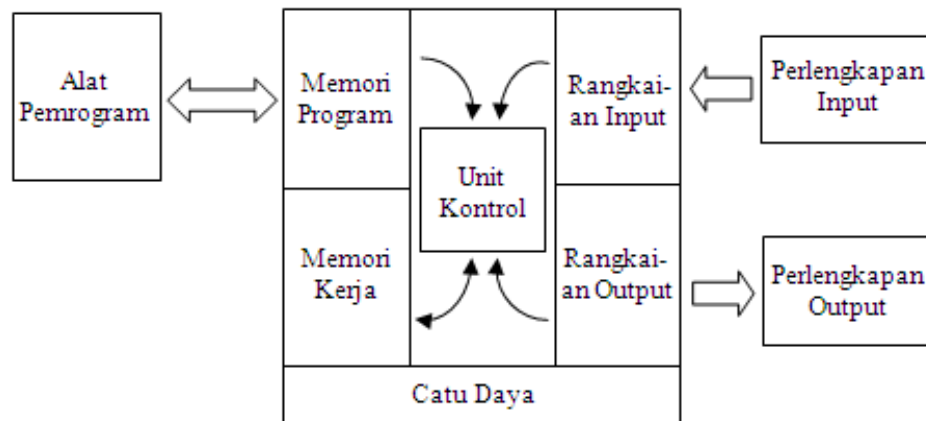 Alat
Pemrogram
Memori
Program
Rangkai-
an Input
Perlengkapan
Input
Unit
Kontrol
Memori
Kerja
Rangkai-
an Output
Perlengkapan
Output
Catu Daya